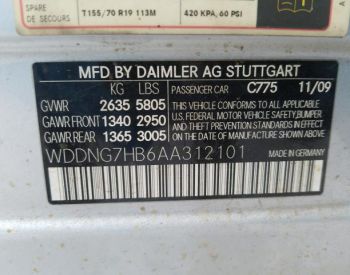 SPARE
DE SECOURS
T155/70 R19 113M
420 KPA, 60 PSI
MFD BY DAIMLER AG STUTTGART
KG LBS PASSENGER CAR C775 11/09
GVWR 2635 5805
GAWR FRONT 1340 2950
GAWR REAR 1365 3005
THIS VEHICLE CONFORMS TO ALL APPLICABLE
U.S. FEDERAL MOTOR VEHICLE SAFETY, BUMPER
AND THEFT PREVENTION STANDARDS IN EFFECT
ON THE DATE OF MANUFACTURE SHOWN ABOVE
WDDNG7HB6AA312101